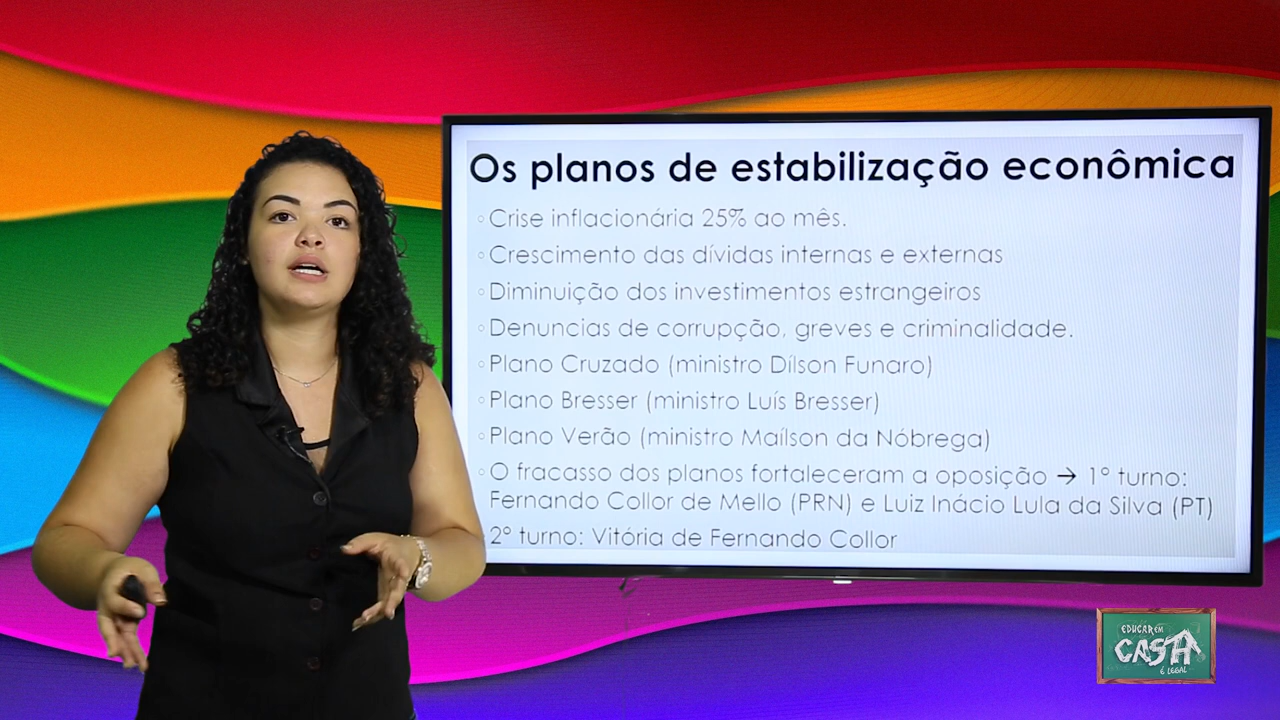 Os planos de estabilização econômica
◦Crise inflacionária 25% ao mês.
◦Crescimento das dívidas internas e externas
◦Diminuição dos investimentos estrangeiros
◦Denuncias de corrupção, greves e criminalidade.
◦Plano Cruzado (ministro Dílson Funaro)
◦Plano Bresser (ministro Luís Bresser)
◦Plano Verão (ministro Maílson da Nóbrega)
◦O fracasso dos planos fortaleceram a oposição → 1º turno:
Fernando Collor de Mello (PRN) e Luiz Inácio Lula da Silva (PT)
2º turno: Vitória de Fernando Collor
EDUCAR EM
CASA
É LEGAL